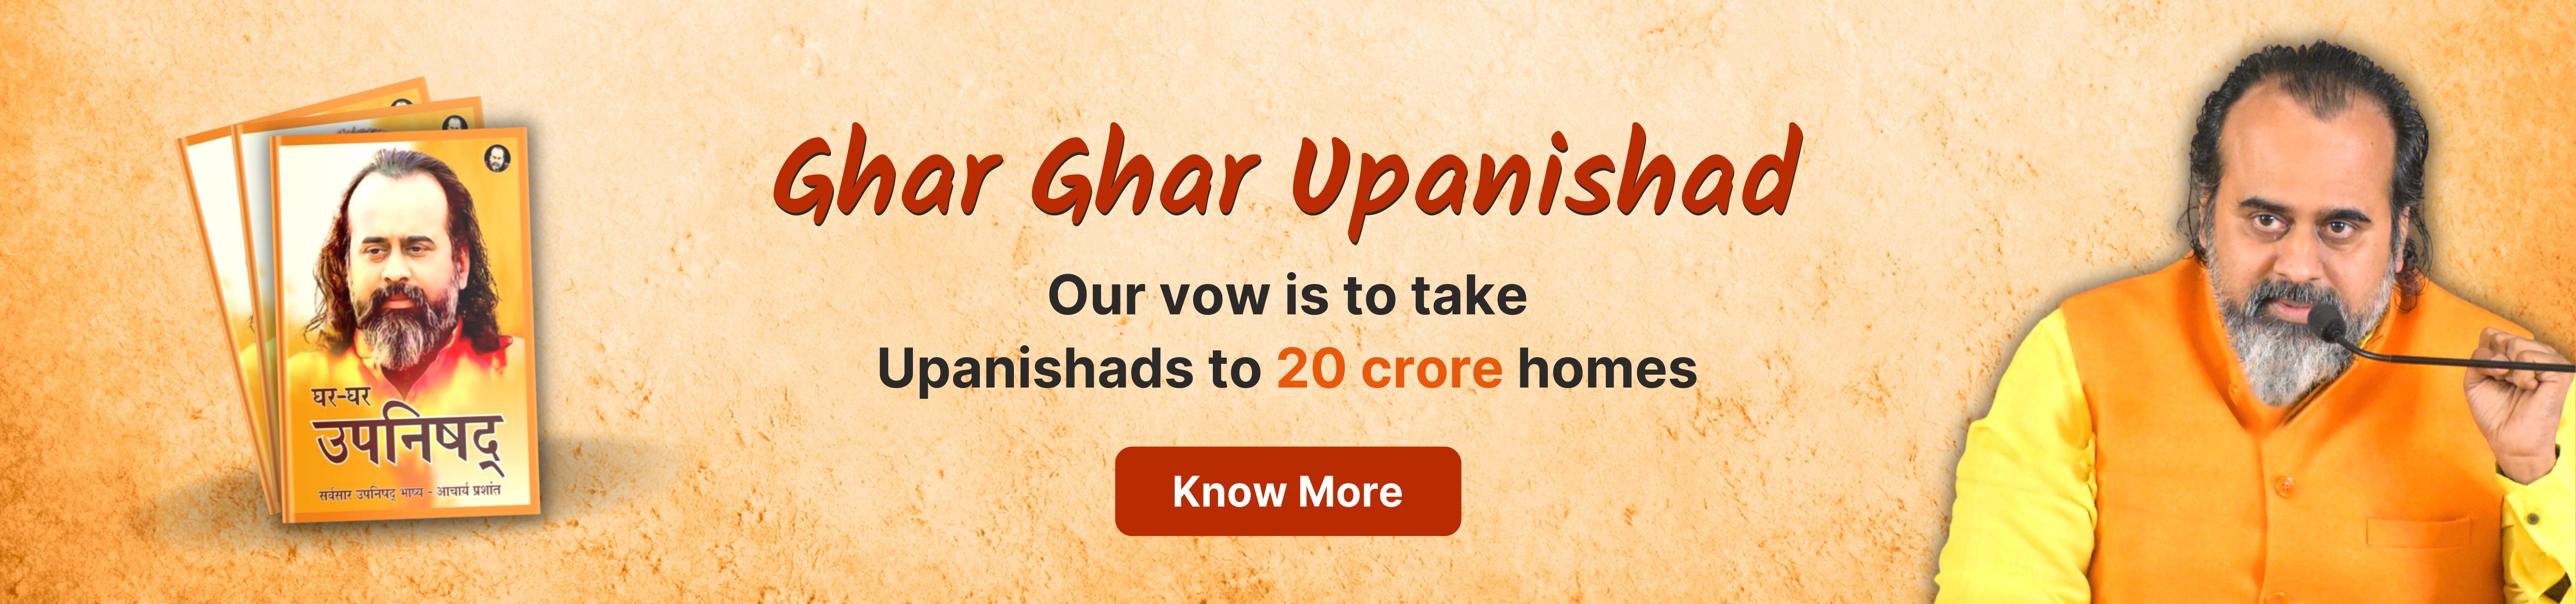 घर-घर
उपनिषद्
सर्वसार उपनिषद् भाष्य - आचार्य प्रशांत
Ghar Ghar Upanishad
Our vow is to take
Upanishads to 20 crore homes
Know More